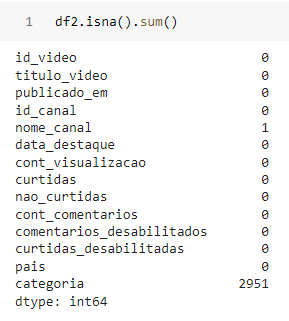 1 df2.isna().sum()
id_video 0
titulo_video 0
publicado_em 0
id_canal 0
nome_canal 1
data_destaque 0
cont_visualizacao 0
curtidas 0
nao_curtidas 0
cont_comentarios 0
comentarios_desabilitados 0
curtidas_desabilitadas 0
pais 0
categoria 2951
dtype: int64